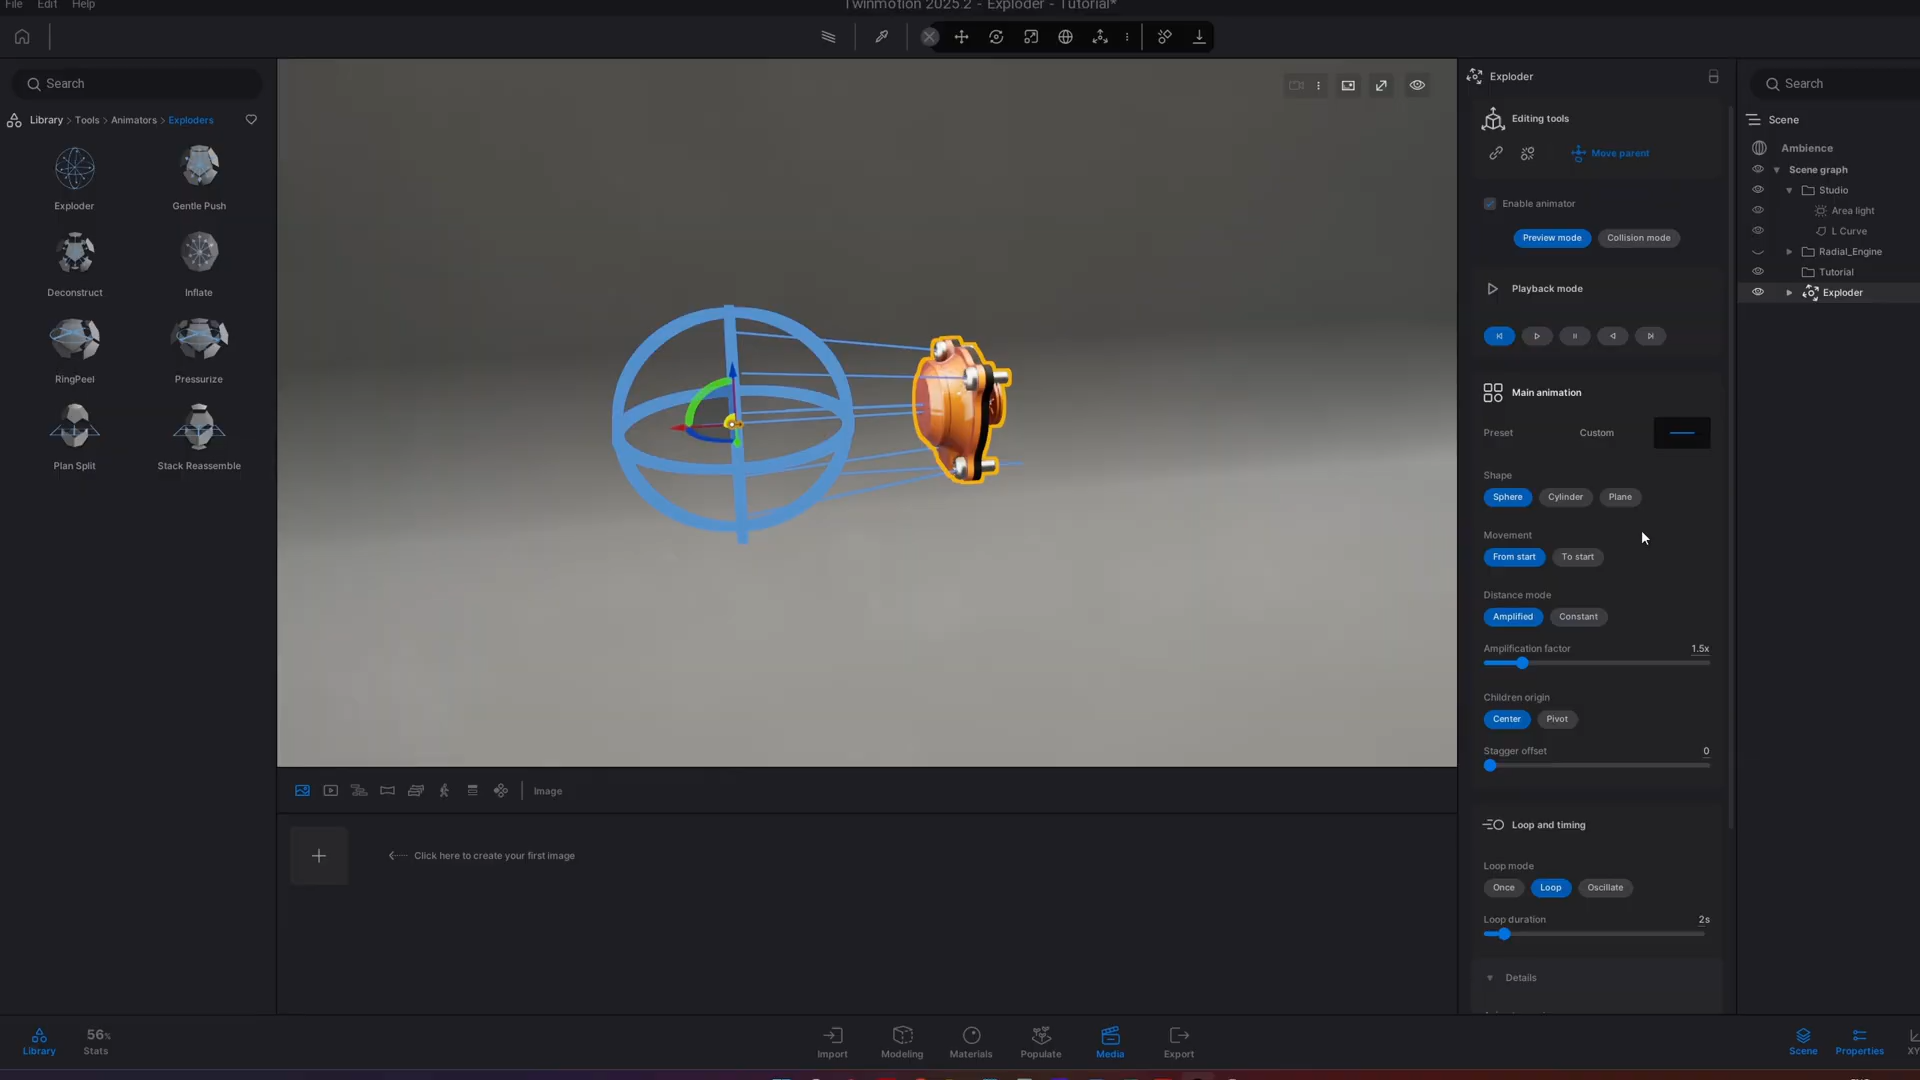 Twinmotion 2025.2 - Exploder - Tutorial*
File Edit Help
Search
Library > Tools > Animators > Exploders
Exploder
Gentle Push
Deconstruct
Inflate
RingPeel
Pressurize
Plan Split
Stack Reassemble
Image
Click here to create your first image
Exploder
Editing tools
Move parent
Enable animator
Preview mode
Collision mode
Playback mode
Main animation
Preset
Custom
Shape
Sphere
Cylinder
Plane
Movement
From start
To start
Distance mode
Amplified
Constant
Amplification factor
1.5x
Children origin
Center
Pivot
Stagger offset
0
Loop and timing
Loop mode
Once
Loop
Oscillate
Loop duration
2s
Details
Search
Scene
Ambience
Scene graph
Studio
Area light
L Curve
Radial_Engine
Tutorial
Exploder
Library
56%
Stats
Import
Modeling
Materials
Populate
Media
Export
Scene
Properties
XY